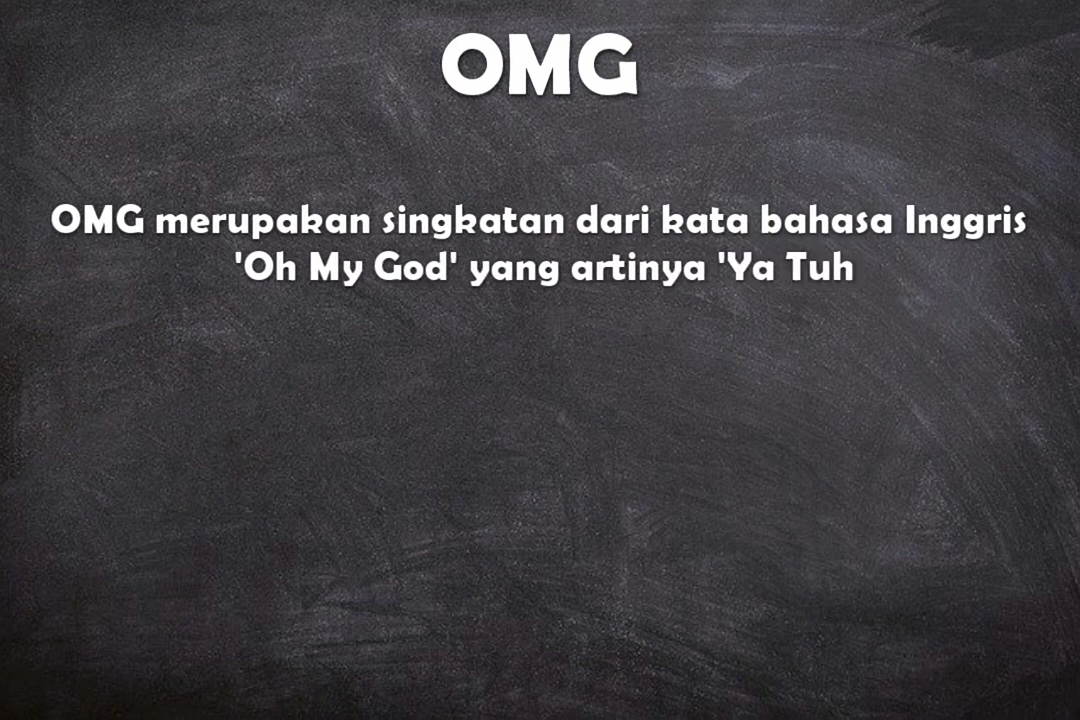 OMG
OMG merupakan singkatan dari kata bahasa Inggris
'Oh My God' yang artinya 'Ya Tuh